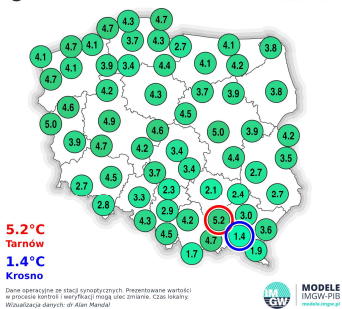 4.7 4.3 4.7
4.1 4.7 4.1 3.7 4.3 2.7 4.1 3.8
4.7 4.1 3.9 3.4 4.4 4.1 4.2
4.6 4.2 4.3 3.7 3.9 3.8
5.0 4.9 4.5
3.9 4.7 4.6 5.0 3.9 4.2
4.2 3.4 4.4 3.5
2.7 4.5 3.7 3.4 2.7
2.8 3.3 2.3 2.1 2.4 2.7
4.3 2.9 4.2 5.2 3.0
4.5 4.7 1.4 3.6
1.7 1.9
5.2°C
Tarnów
1.4°C
Krosno
Dane operacyjne ze stacji synoptycznych. Prezentowane wartości
w procesie kontroli i weryfikacji mogą ulec zmianie. Czas lokalny.
Wizualizacja danych: dr Alan Mandal
IM
GW
MODELE
IMGW-PIB
modele.imgw.pl